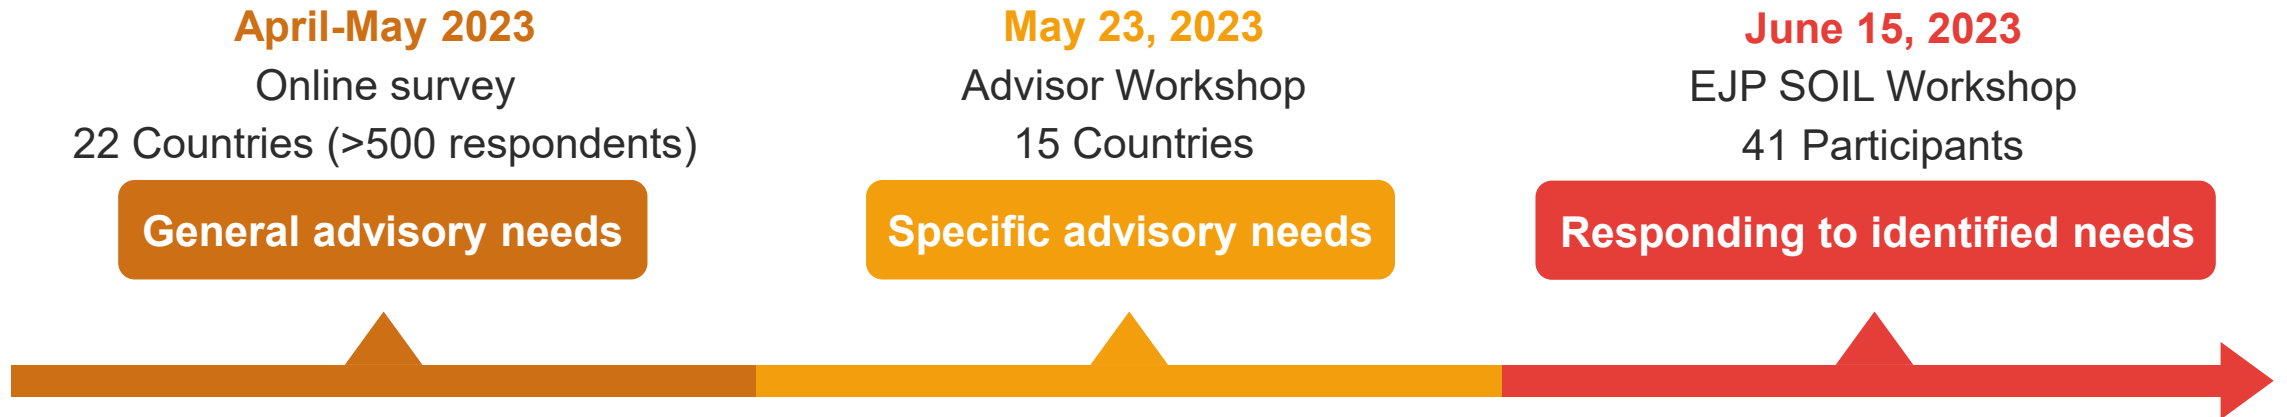 April-May 2023
Online survey
22 Countries (>500 respondents)
General advisory needs
May 23, 2023
Advisor Workshop
15 Countries
Specific advisory needs
June 15, 2023
EJP SOIL Workshop
41 Participants
Responding to identified needs